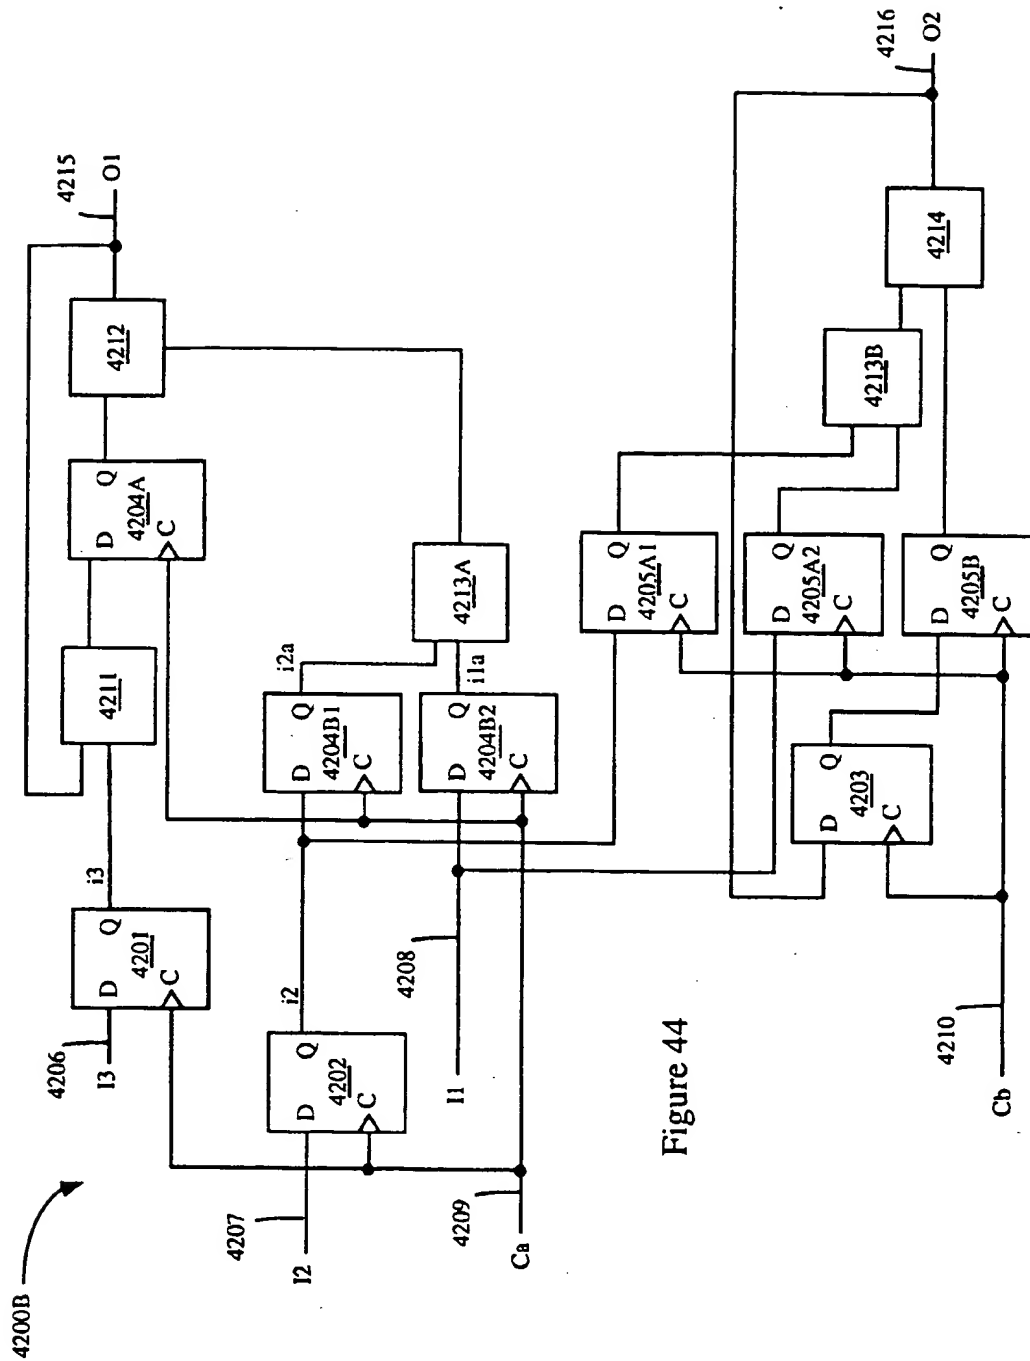 4200B
4206
I3
D
Q
4201
C
i3
4211
D
Q
4204A
C
4212
4215
O1
4207
I2
D
Q
4202
C
i2
D
Q
4204B1
C
i2a
4208
I1
D
Q
4204B2
C
i1a
4213A
4209
Ca
D
Q
4205A1
C
D
Q
4205A2
C
4213B
D
Q
4203
C
D
Q
4205B
C
4214
4216
O2
4210
Cb
Figure 44